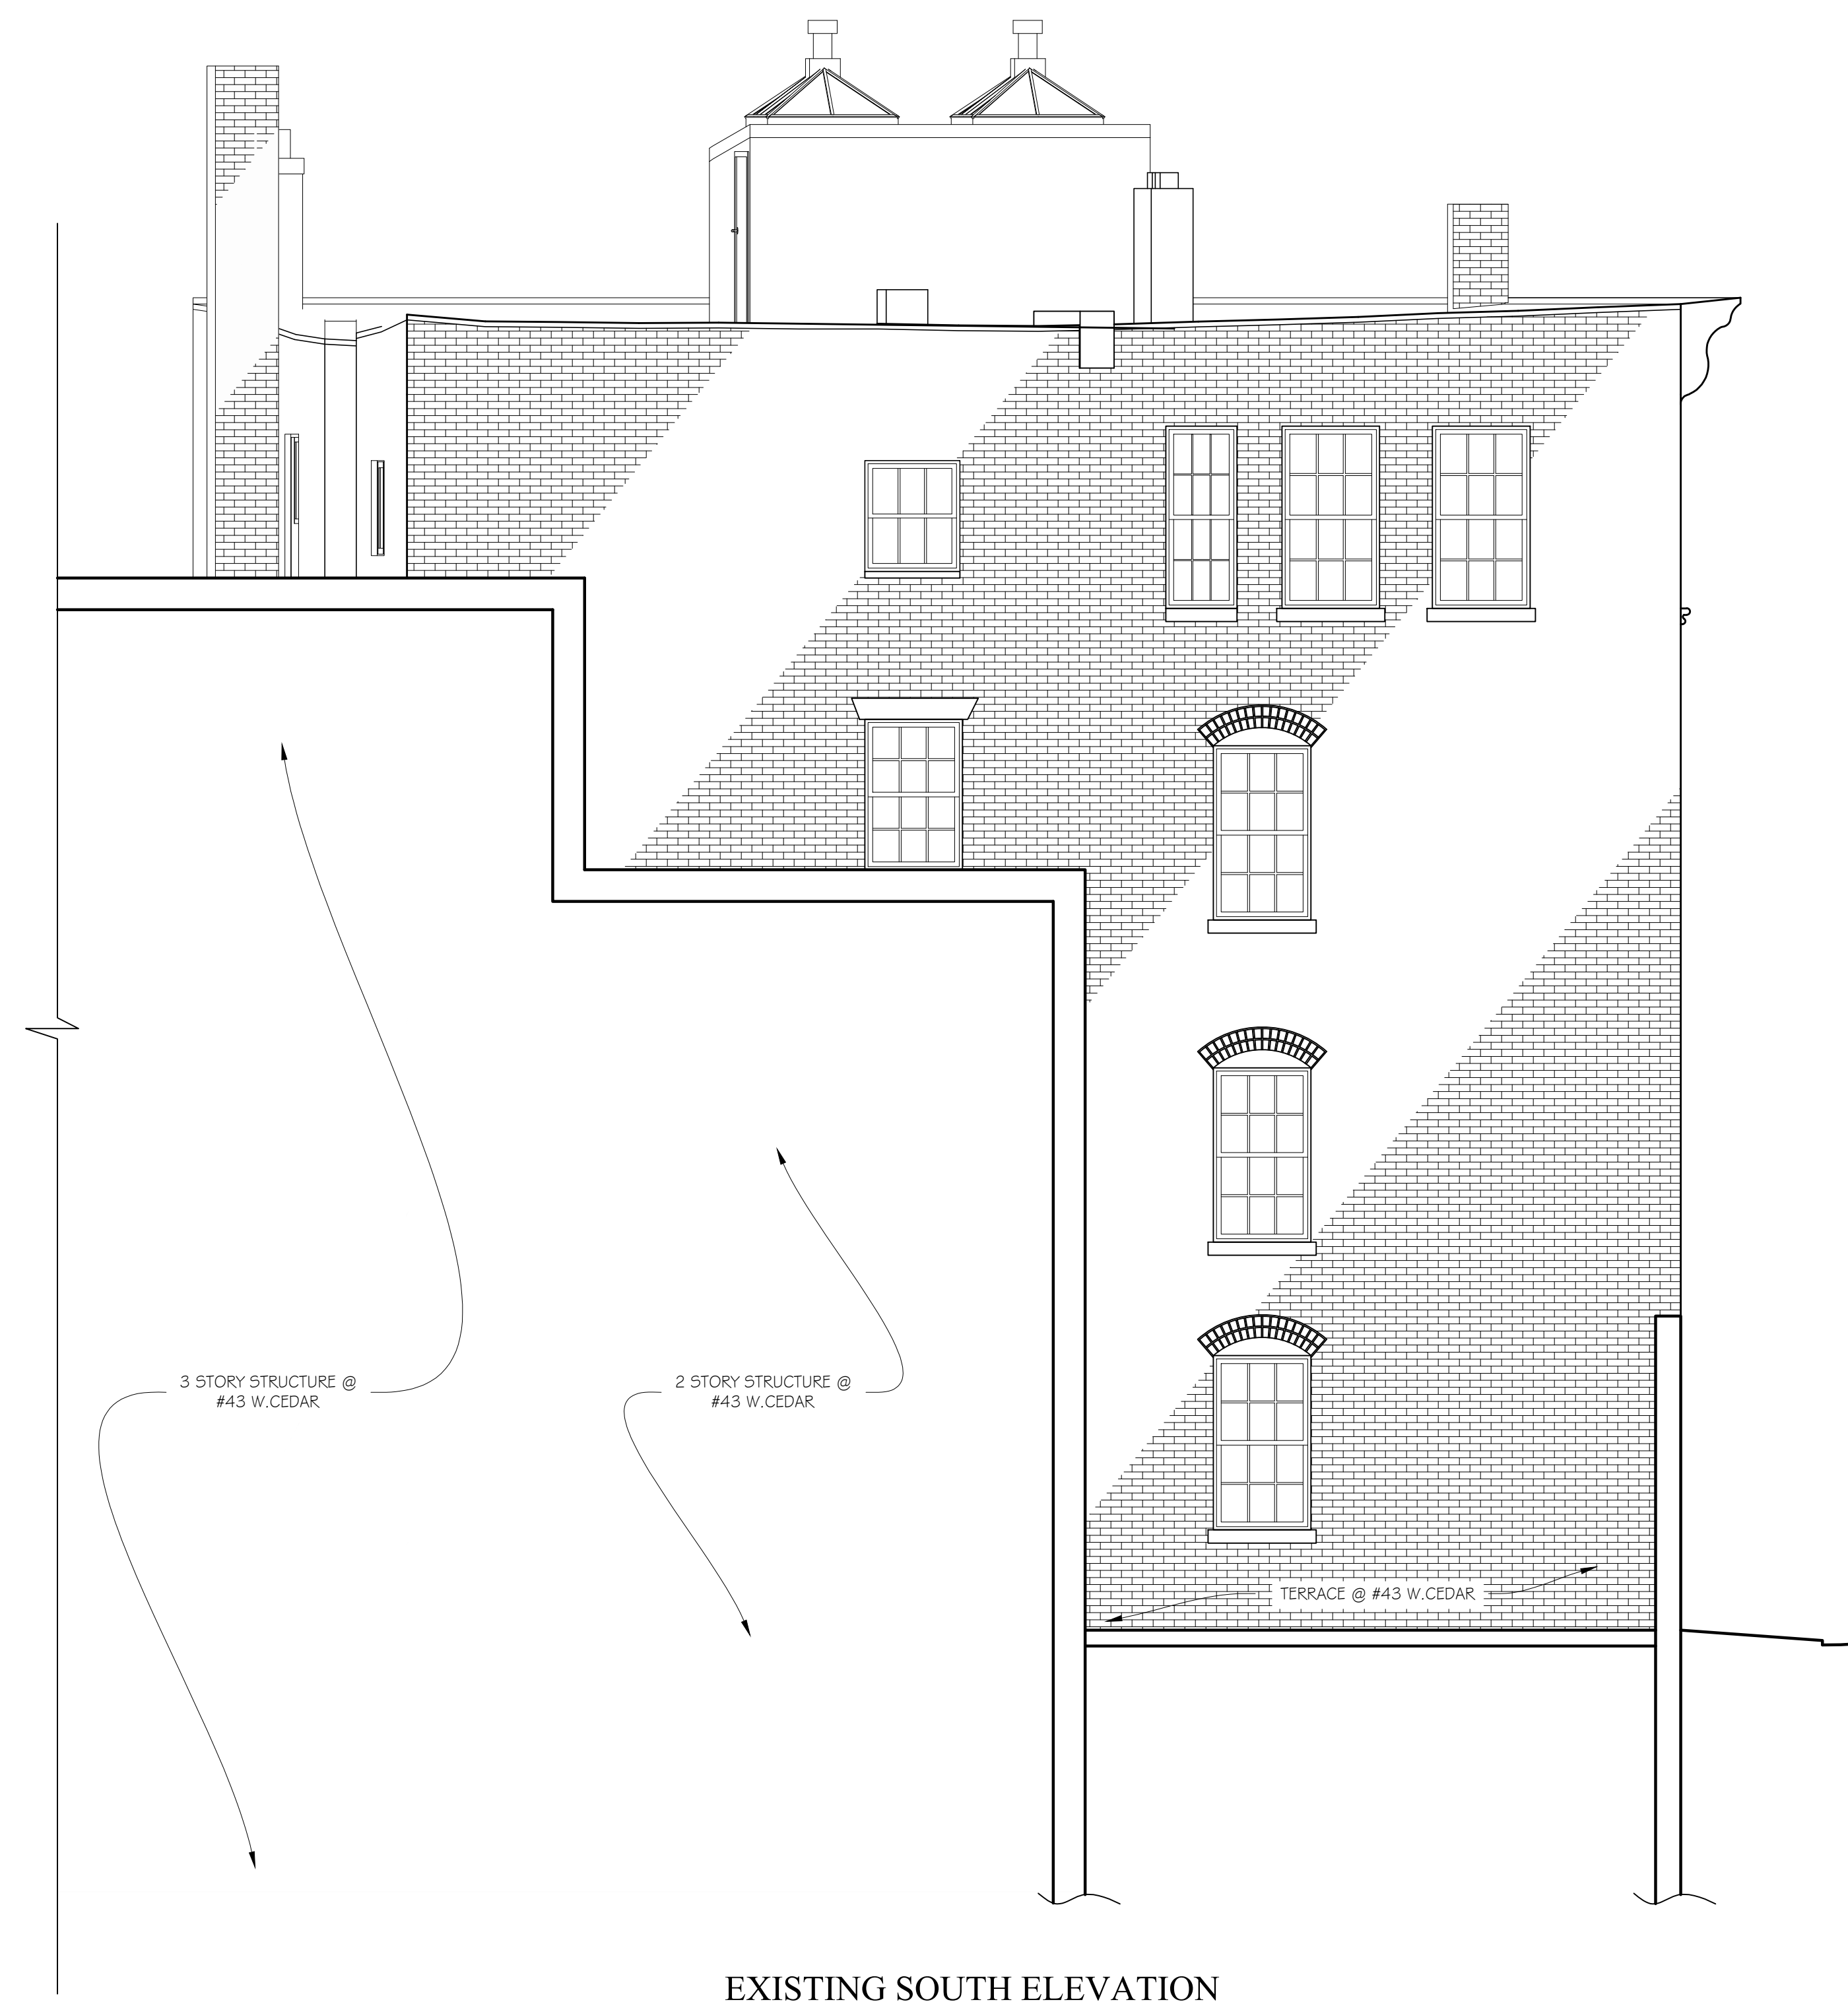 3 STORY STRUCTURE @
#43 W.CEDAR
2 STORY STRUCTURE @
#43 W.CEDAR
TERRACE @ #43 W.CEDAR
EXISTING SOUTH ELEVATION